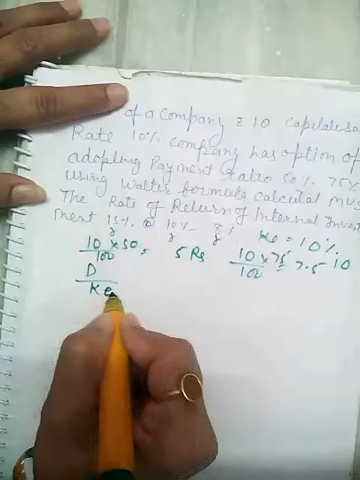 of a Company ₹ 10 Capitalisa
Rate 10% Company has option of
adopting Payment Ratio 50% 75%
using Walter formula calculat MV
The Rate of Return of Internal Invest
ment 15% 10% 8%
r r r
Ke = 10%
10/100 x 50 = 5 Rs
10/100 x 75 = 7.5 - 10
D
Ke